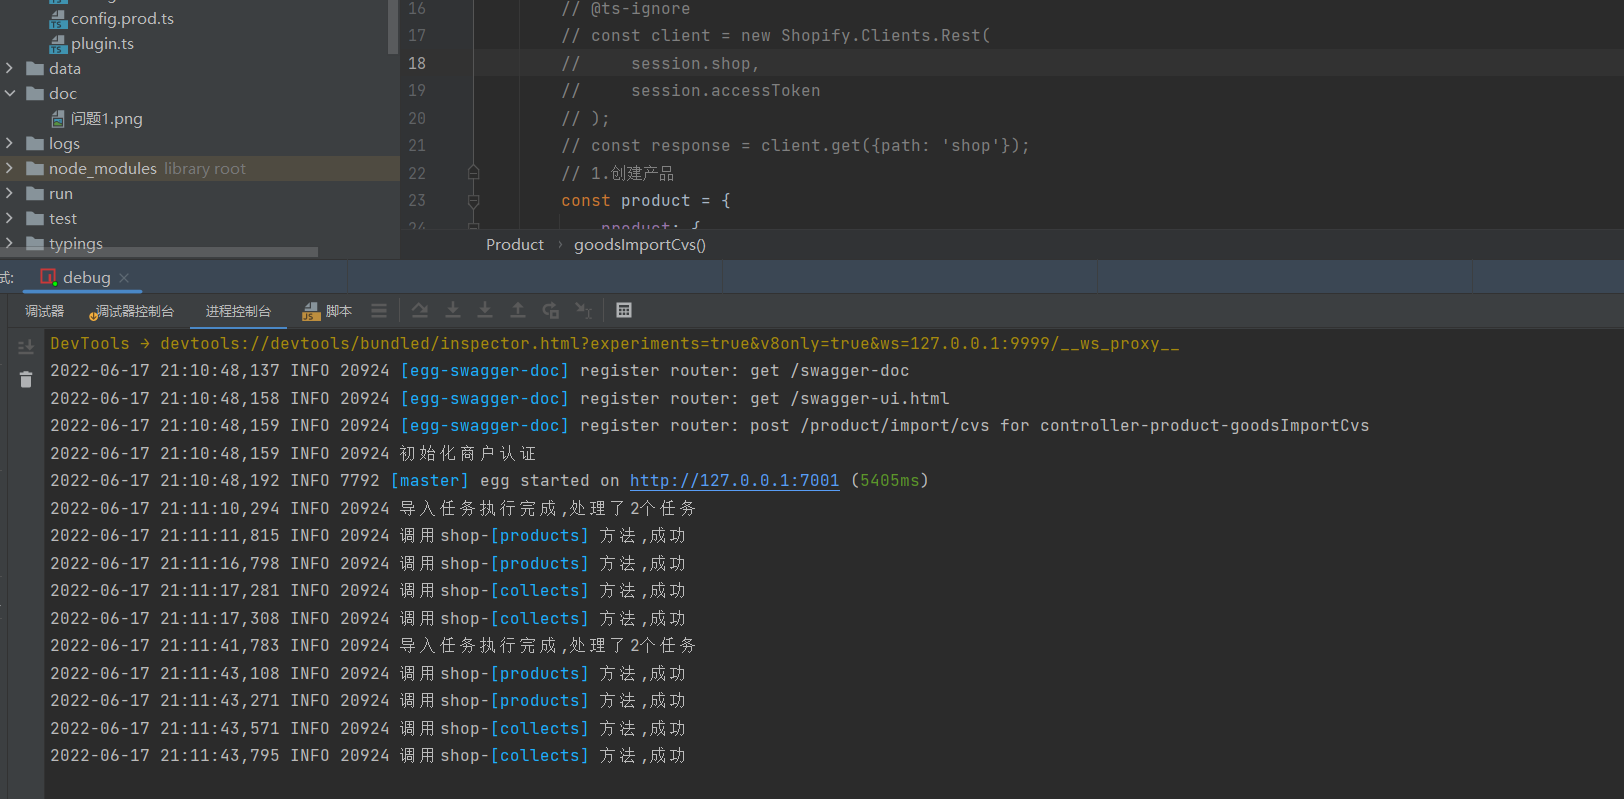 config.prod.ts
plugin.ts
data
doc
问题1.png
logs
node_modules library root
run
test
typings
16 // @ts-ignore
17 // const client = new Shopify.Clients.Rest(
18 //     session.shop,
19 //     session.accessToken
20 // );
21 // const response = client.get({path: 'shop'});
22 // 1.创建产品
23 const product = {
24 product: {
Product › goodsImportCvs()
式: debug ×
调试器 调试器控制台 进程控制台 脚本
DevTools → devtools://devtools/bundled/inspector.html?experiments=true&v8only=true&ws=127.0.0.1:9999/__ws_proxy__
2022-06-17 21:10:48,137 INFO 20924 [egg-swagger-doc] register router: get /swagger-doc
2022-06-17 21:10:48,158 INFO 20924 [egg-swagger-doc] register router: get /swagger-ui.html
2022-06-17 21:10:48,159 INFO 20924 [egg-swagger-doc] register router: post /product/import/cvs for controller-product-goodsImportCvs
2022-06-17 21:10:48,159 INFO 20924 初始化商户认证
2022-06-17 21:10:48,192 INFO 7792 [master] egg started on http://127.0.0.1:7001 (5405ms)
2022-06-17 21:11:10,294 INFO 20924 导入任务执行完成,处理了2个任务
2022-06-17 21:11:11,815 INFO 20924 调用shop-[products] 方法,成功
2022-06-17 21:11:16,798 INFO 20924 调用shop-[products] 方法,成功
2022-06-17 21:11:17,281 INFO 20924 调用shop-[collects] 方法,成功
2022-06-17 21:11:17,308 INFO 20924 调用shop-[collects] 方法,成功
2022-06-17 21:11:41,783 INFO 20924 导入任务执行完成,处理了2个任务
2022-06-17 21:11:43,108 INFO 20924 调用shop-[products] 方法,成功
2022-06-17 21:11:43,271 INFO 20924 调用shop-[products] 方法,成功
2022-06-17 21:11:43,571 INFO 20924 调用shop-[collects] 方法,成功
2022-06-17 21:11:43,795 INFO 20924 调用shop-[collects] 方法,成功